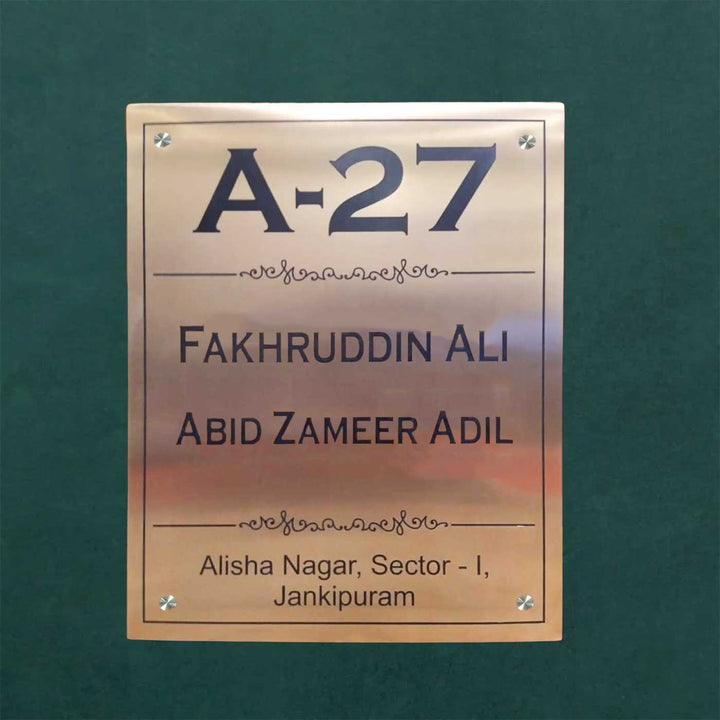 A-27
FAKHRUDDIN ALI
ABID ZAMEER ADIL
Alisha Nagar, Sector - I,
Jankipuram